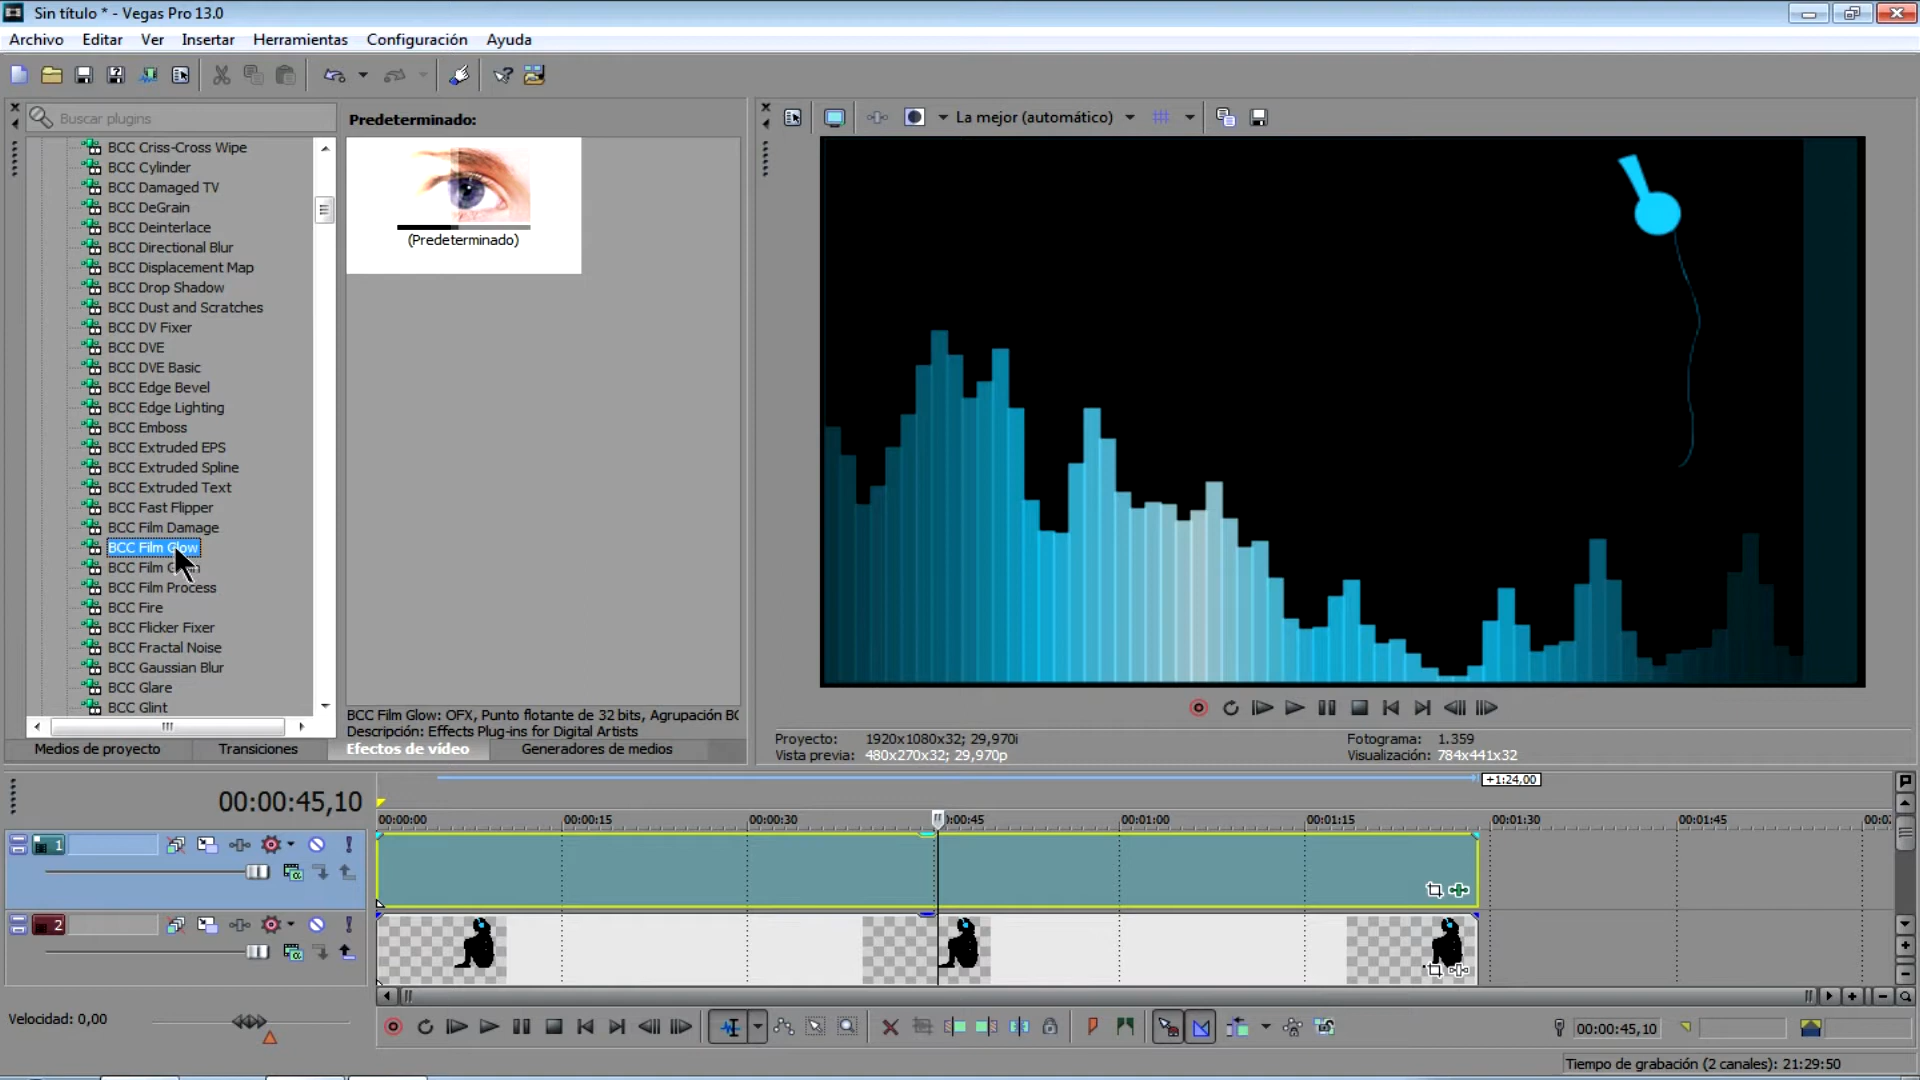 Sin título * - Vegas Pro 13.0
Archivo Editar Ver Insertar Herramientas Configuración Ayuda
Buscar plugins
Predeterminado:
La mejor (automático)
BCC Criss-Cross Wipe
BCC Cylinder
BCC Damaged TV
BCC DeGrain
BCC Deinterlace
BCC Directional Blur
BCC Displacement Map
BCC Drop Shadow
BCC Dust and Scratches
BCC DV Fixer
BCC DVE
BCC DVE Basic
BCC Edge Bevel
BCC Edge Lighting
BCC Emboss
BCC Extruded EPS
BCC Extruded Spline
BCC Extruded Text
BCC Fast Flipper
BCC Film Damage
BCC Film Glow
BCC Film
BCC Film Process
BCC Fire
BCC Flicker Fixer
BCC Fractal Noise
BCC Gaussian Blur
BCC Glare
BCC Glint
(Predeterminado)
BCC Film Glow: OFX, Punto flotante de 32 bits, Agrupación BC
Descripción: Effects Plug-ins for Digital Artists
Medios de proyecto Transiciones Efectos de vídeo Generadores de medios
Proyecto: 1920x1080x32; 29,970i
Vista previa: 480x270x32; 29,970p
Fotograma: 1.359
Visualización: 784x441x32
+1:24,00
00:00:45,10
00:00:00 00:00:15 00:00:30 0:00:45 00:01:00 00:01:15 00:01:30 00:01:45 00:0
1
2
Velocidad: 0,00
00:00:45,10
Tiempo de grabación (2 canales): 21:29:50